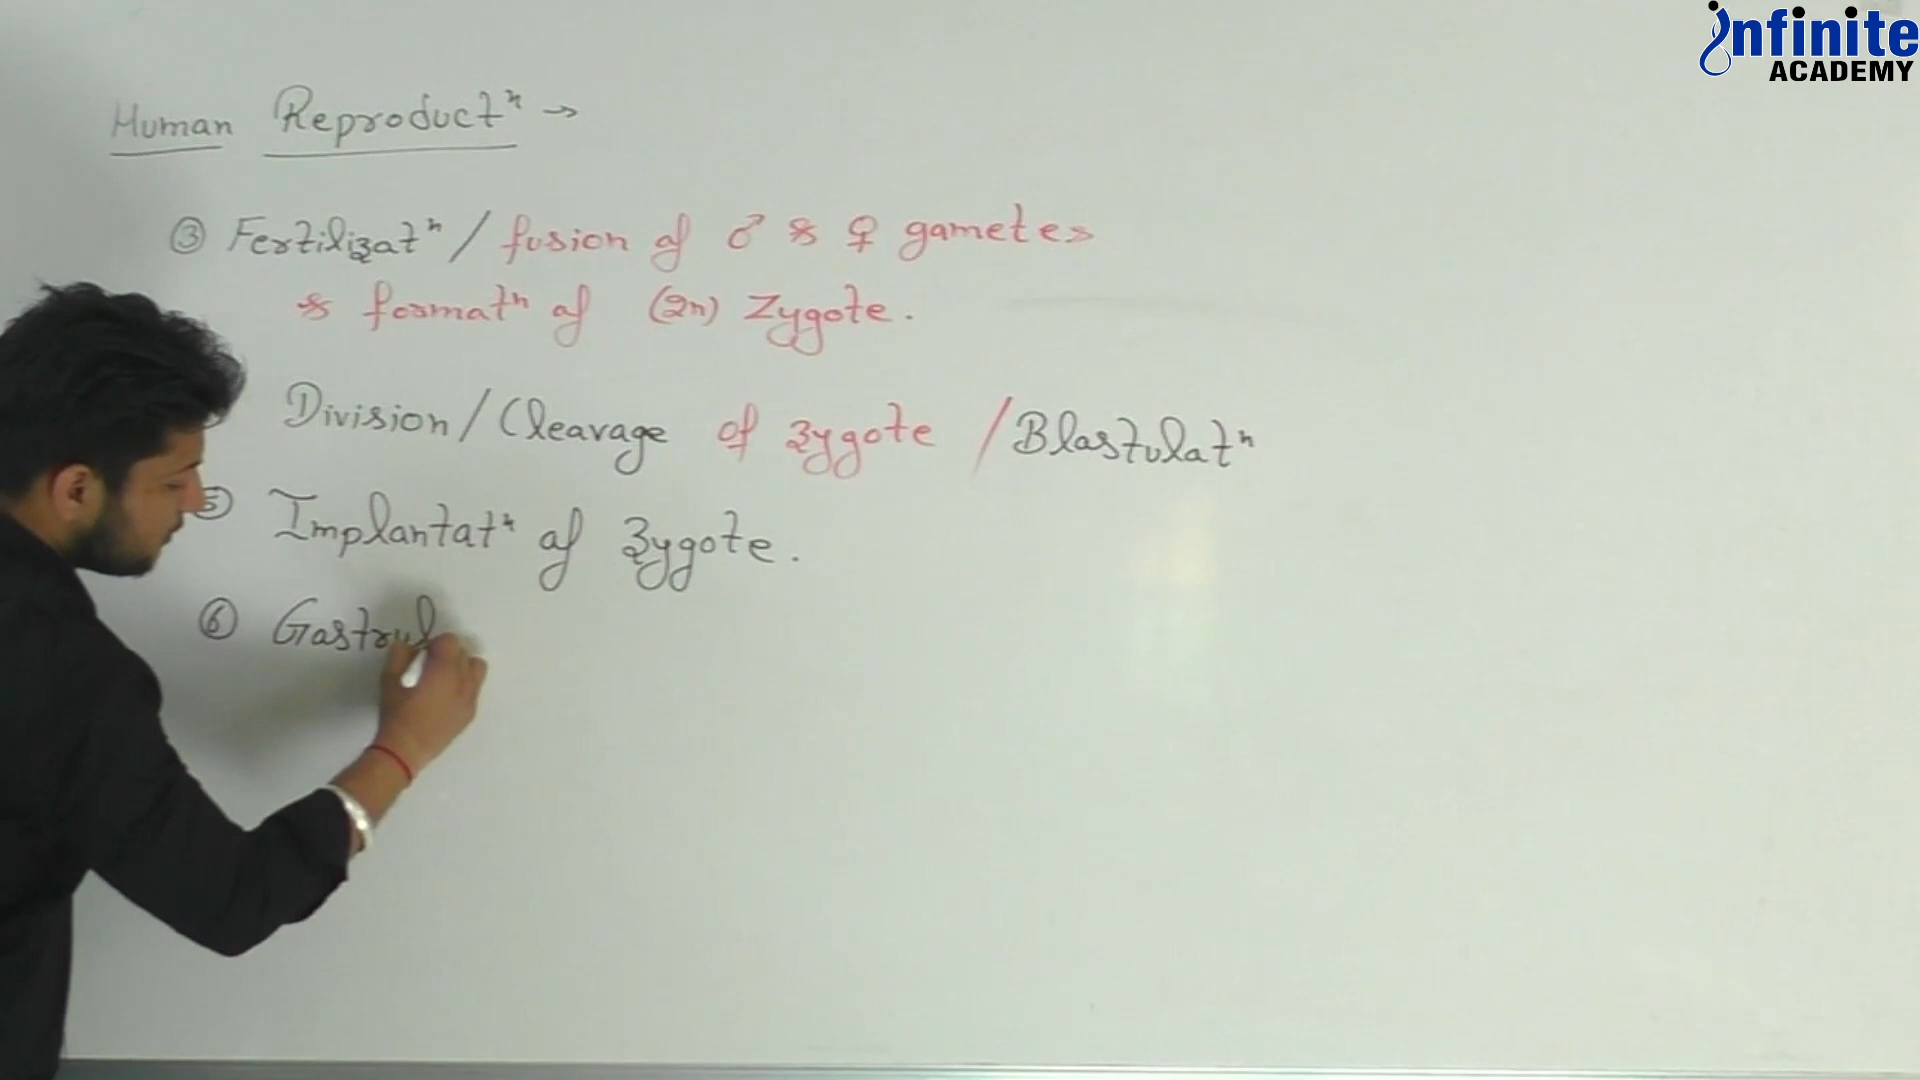 infinite
ACADEMY
Human Reproductⁿ →
③ Fertilizatⁿ / fusion of ♂ & ♀ gametes
& formatⁿ of (2n) Zygote.
Division / Cleavage of zygote / Blastulatⁿ
⑤ Implantatⁿ of zygote.
⑥ Gastrul